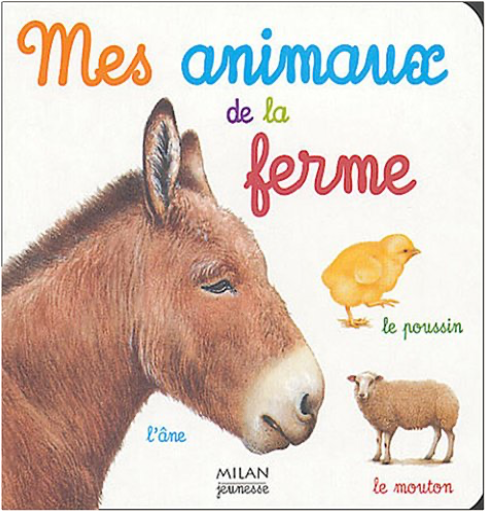 Mes animaux
de la
ferme
le poussin
l'âne
le mouton
MILAN
jeunesse